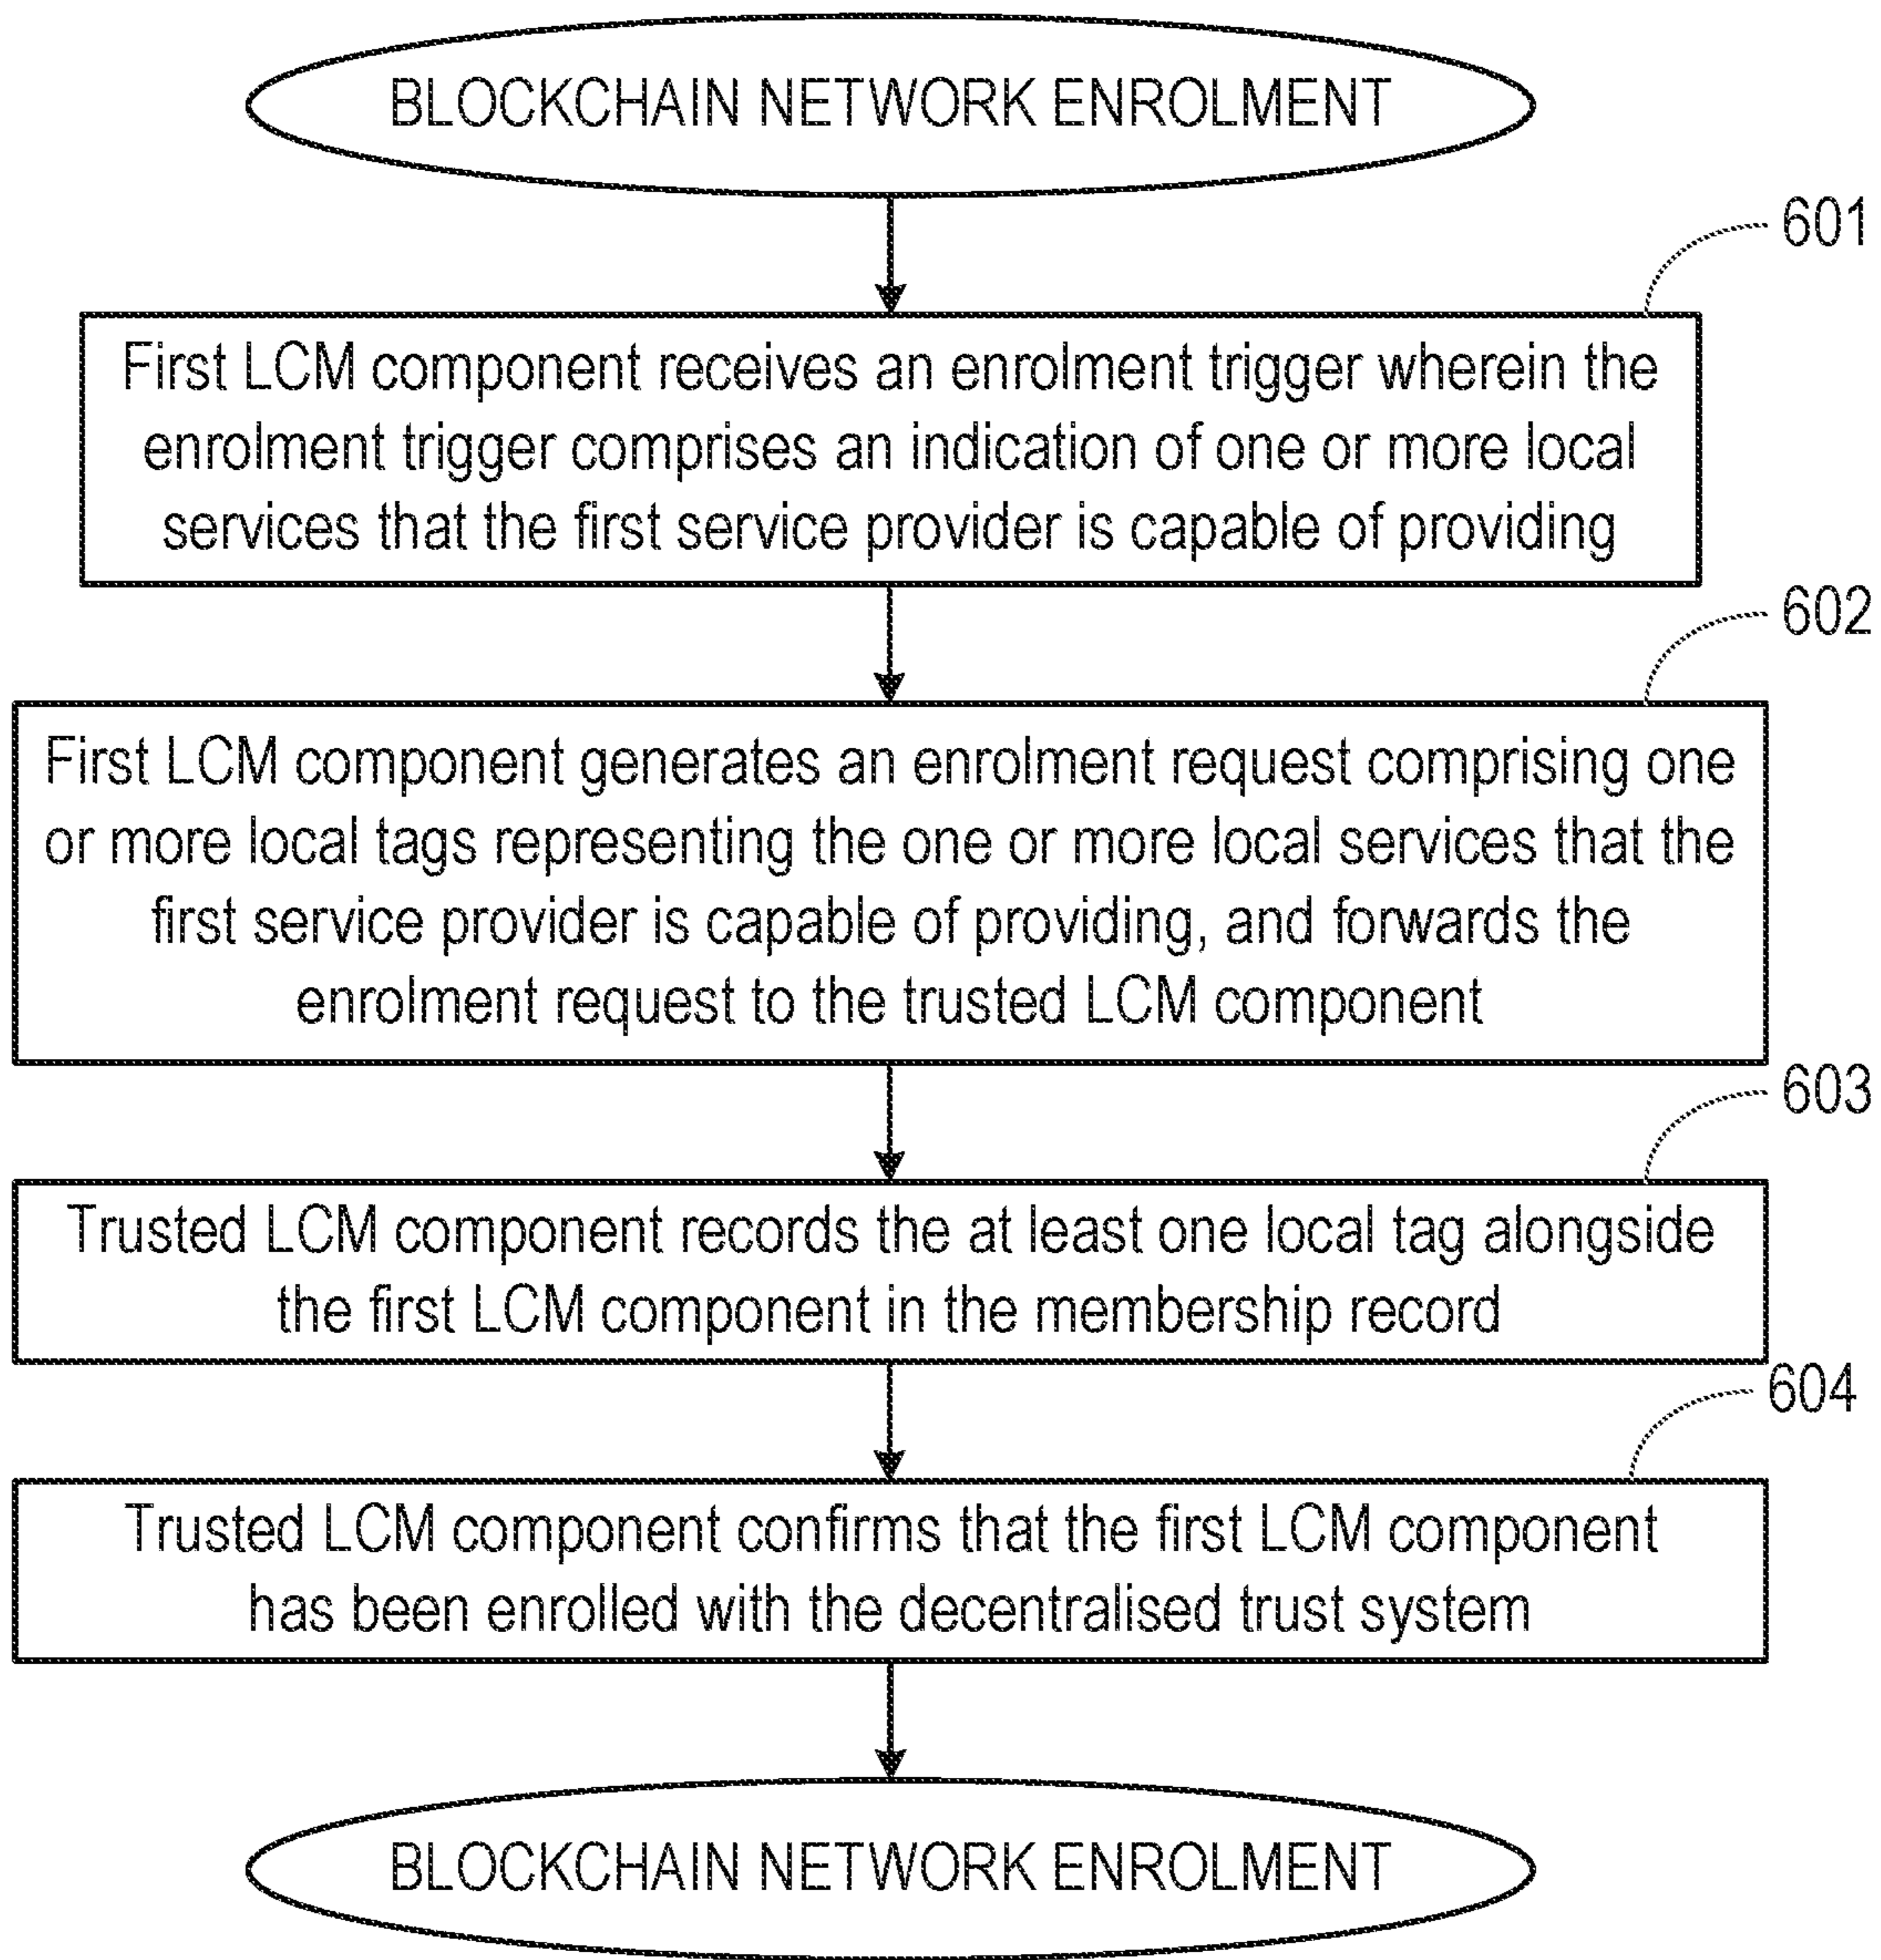 BLOCKCHAIN NETWORK ENROLMENT
601
First LCM component receives an enrolment trigger wherein the
enrolment trigger comprises an indication of one or more local
services that the first service provider is capable of providing
602
First LCM component generates an enrolment request comprising one
or more local tags representing the one or more local services that the
first service provider is capable of providing, and forwards the
enrolment request to the trusted LCM component
603
Trusted LCM component records the at least one local tag alongside
the first LCM component in the membership record
604
Trusted LCM component confirms that the first LCM component
has been enrolled with the decentralised trust system
BLOCKCHAIN NETWORK ENROLMENT